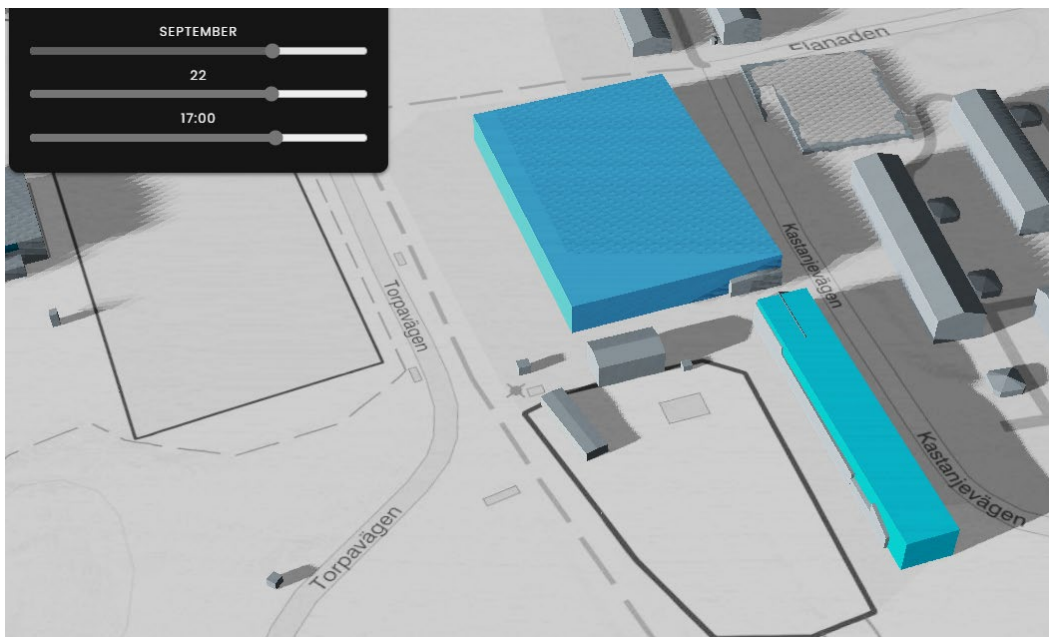 SEPTEMBER
22
17:00
Flanaden
Torpavägen
Kastanjevägen
Kastanjevägen
Torpavägen